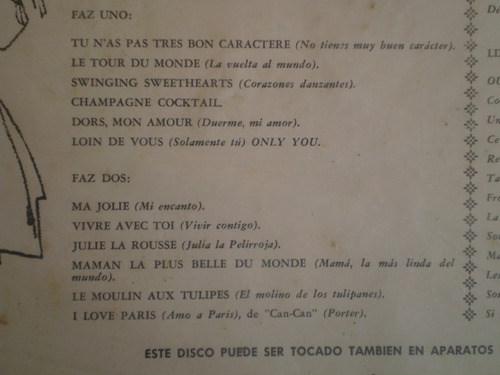 FAZ UNO:
TU N'AS PAS TRES BON CARACTERE (No tienes muy buen carácter).
LE TOUR DU MONDE (La vuelta al mundo).
SWINGING SWEETHEARTS (Corazones danzantes).
CHAMPAGNE COCKTAIL.
DORS, MON AMOUR (Duerme, mi amor).
LOIN DE VOUS (Solamente tú) ONLY YOU.
FAZ DOS:
MA JOLIE (Mi encanto).
VIVRE AVEC TOI (Vivir contigo).
JULIE LA ROUSSE (Julia la Pelirroja).
MAMAN LA PLUS BELLE DU MONDE (Mamá, la más linda del
mundo).
LE MOULIN AUX TULIPES (El molino de los tulipanes).
I LOVE PARIS (Amo a París), de "Can-Can" (Porter).
ESTE DISCO PUEDE SER TOCADO TAMBIEN EN APARATOS